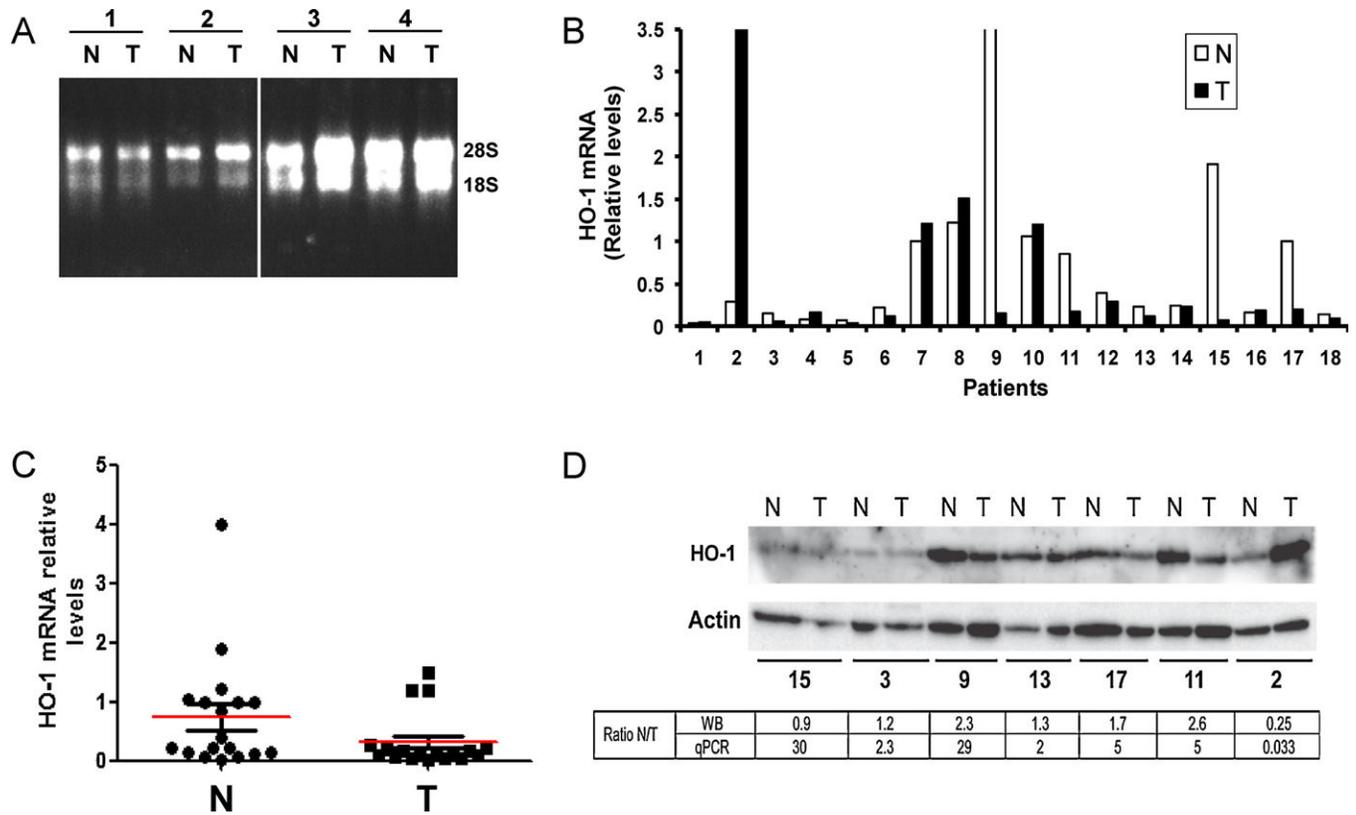 A
1 2 3 4
N T N T N T N T
28S
18S
B
HO-1 mRNA
(Relative levels)
3.5
3
2.5
2
1.5
1
0.5
0
N
T
1 2 3 4 5 6 7 8 9 10 11 12 13 14 15 16 17 18
Patients
C
HO-1 mRNA relative
levels
5
4
3
2
1
0
N T
D
N T N T N T N T N T N T N T
HO-1
Actin
15 3 9 13 17 11 2
Ratio N/T
WB 0.9 1.2 2.3 1.3 1.7 2.6 0.25
qPCR 30 2.3 29 2 5 5 0.033